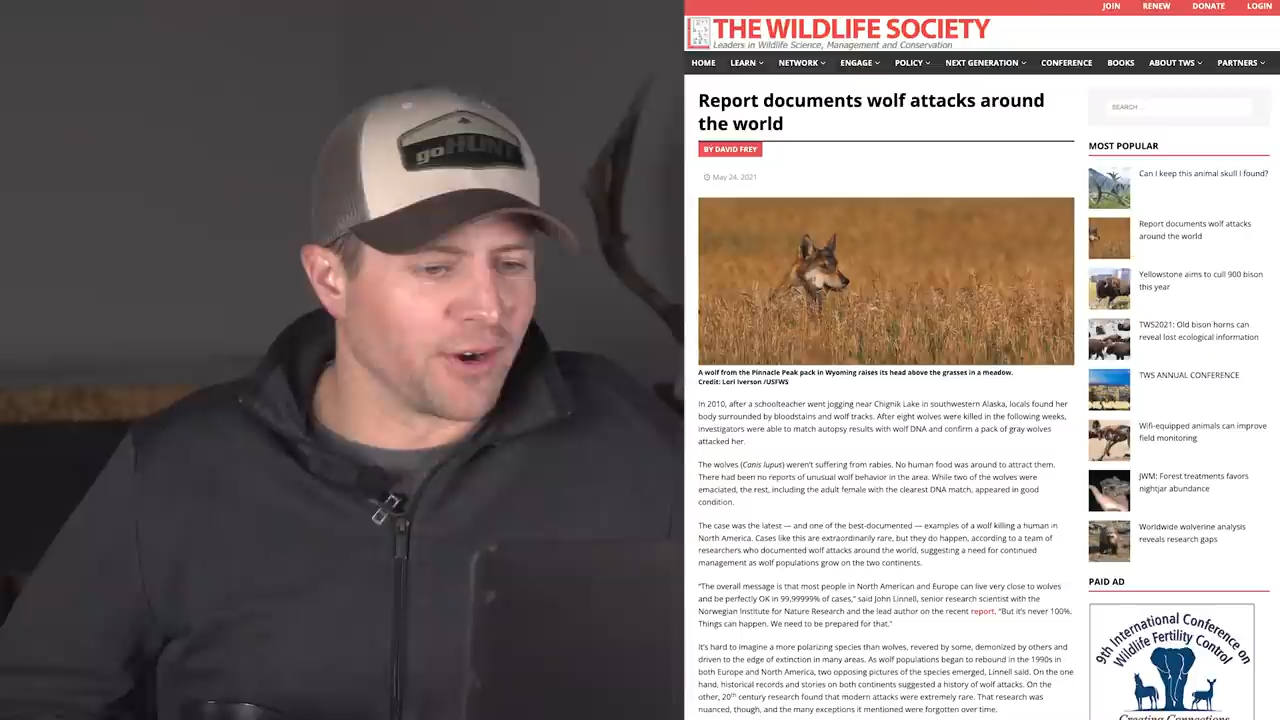 goHUNT
JOIN RENEW DONATE LOGIN
THE WILDLIFE SOCIETY
Leaders in Wildlife Science, Management and Conservation
HOME LEARN NETWORK ENGAGE POLICY NEXT GENERATION CONFERENCE BOOKS ABOUT TWS PARTNERS
Report documents wolf attacks around
the world
BY DAVID FREY
May 24, 2021
A wolf from the Pinnacle Peak pack in Wyoming raises its head above the grasses in a meadow.
Credit: Lori Iverson /USFWS
In 2010, after a schoolteacher went jogging near Chignik Lake in southwestern Alaska, locals found her
body surrounded by bloodstains and wolf tracks. After eight wolves were killed in the following weeks,
investigators were able to match autopsy results with wolf DNA and confirm a pack of gray wolves
attacked her.
The wolves (Canis lupus) weren't suffering from rabies. No human food was around to attract them.
There had been no reports of unusual wolf behavior in the area. While two of the wolves were
emaciated, the rest, including the adult female with the clearest DNA match, appeared in good
condition.
The case was the latest — and one of the best-documented — examples of a wolf killing a human in
North America. Cases like this are extraordinarily rare, but they do happen, according to a team of
researchers who documented wolf attacks around the world, suggesting a need for continued
management as wolf populations grow on the two continents.
"The overall message is that most people in North American and Europe can live very close to wolves
and be perfectly OK in 99.99999% of cases," said John Linnell, senior research scientist with the
Norwegian Institute for Nature Research and the lead author on the recent report. "But it's never 100%.
Things can happen. We need to be prepared for that."
It's hard to imagine a more polarizing species than wolves, revered by some, demonized by others and
driven to the edge of extinction in many areas. As wolf populations began to rebound in the 1990s in
both Europe and North America, two opposing pictures of the species emerged, Linnell said. On the one
hand, historical records and stories on both continents suggested a history of wolf attacks. On the
other, 20th century research found that modern attacks were extremely rare. That research was
nuanced, though, and the many exceptions it mentioned were forgotten over time.
SEARCH ...
MOST POPULAR
Can I keep this animal skull I found?
Report documents wolf attacks
around the world
Yellowstone aims to cull 900 bison
this year
TWS2021: Old bison horns can
reveal lost ecological information
TWS ANNUAL CONFERENCE
Wifi-equipped animals can improve
field monitoring
JWM: Forest treatments favors
nightjar abundance
Worldwide wolverine analysis
reveals research gaps
PAID AD
9th International Conference on
Wildlife Fertility Control
Creating Connections